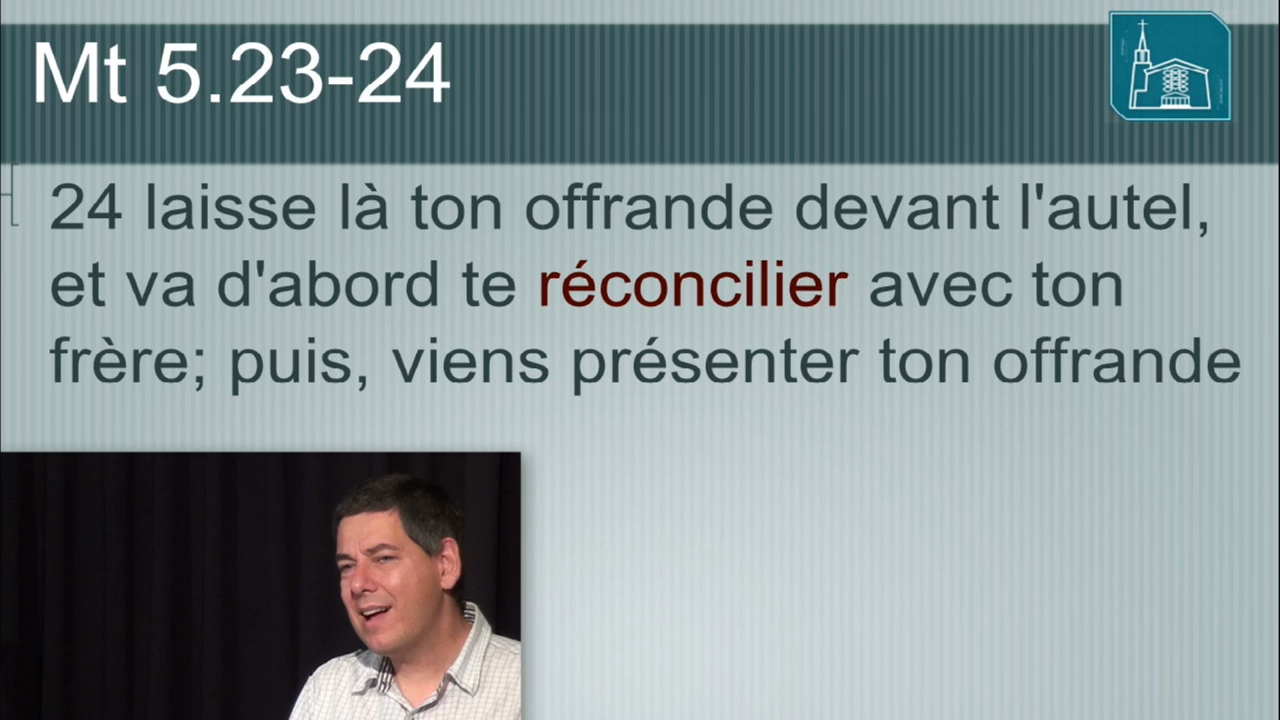 Mt 5.23-24
24 laisse là ton offrande devant l'autel,
et va d'abord te réconcilier avec ton
frère; puis, viens présenter ton offrande